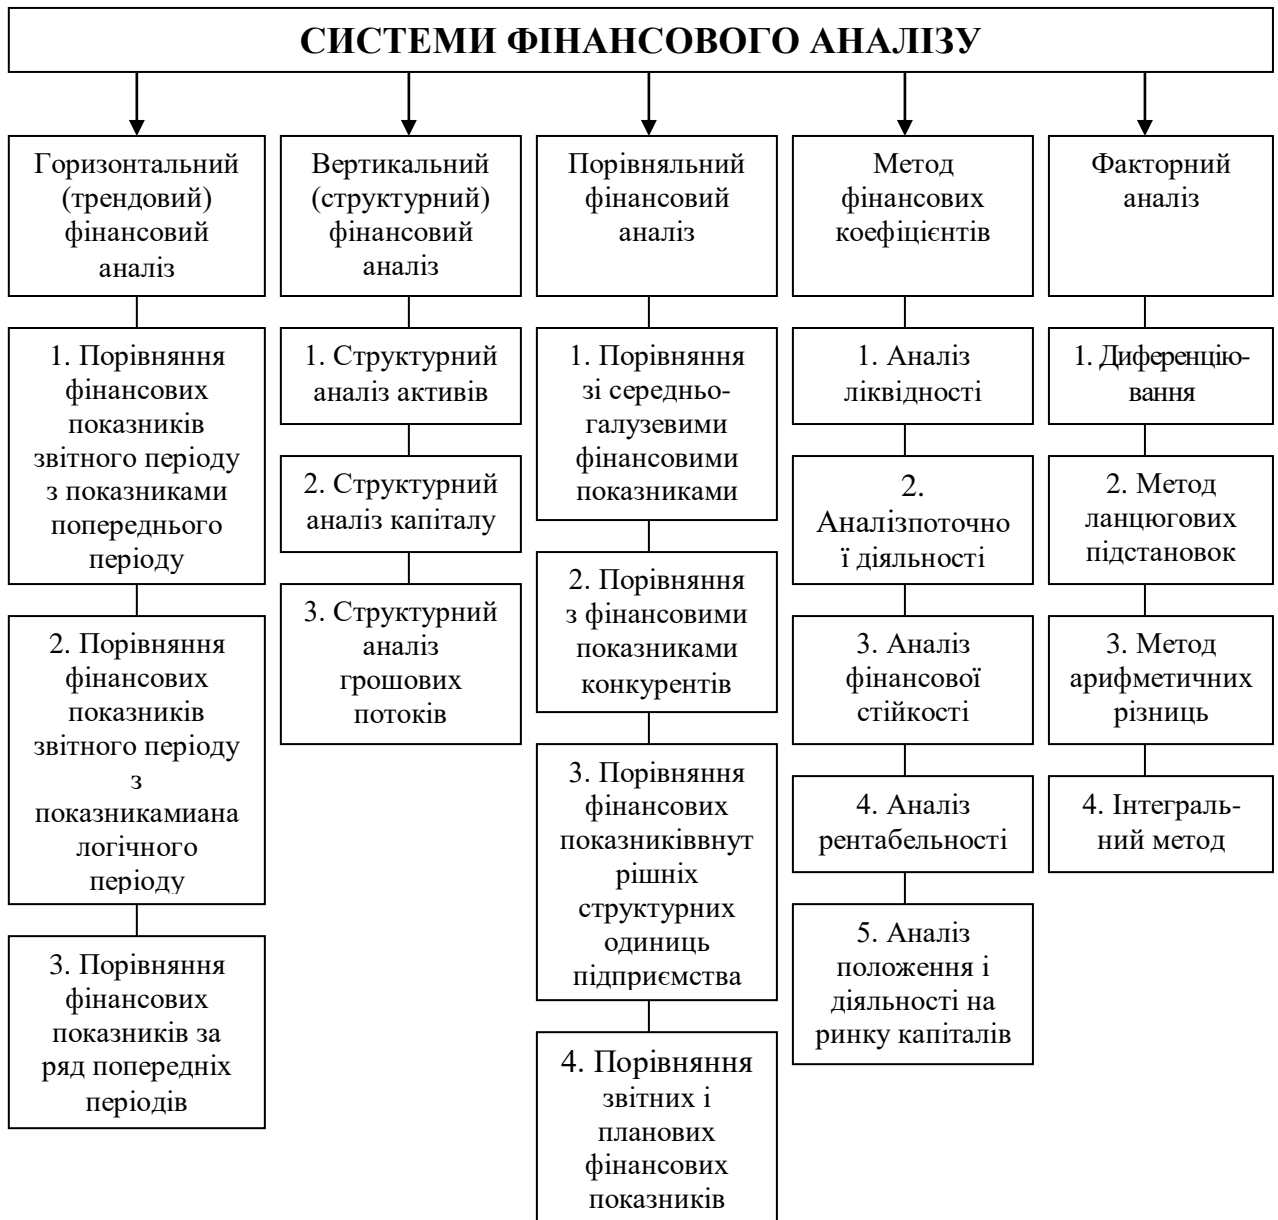 СИСТЕМИ ФІНАНСОВОГО АНАЛІЗУ
Горизонтальний
(трендовий)
фінансовий
аналіз
1. Порівняння
фінансових
показників
звітного періоду
з показниками
попереднього
періоду
2. Порівняння
фінансових
показників
звітного періоду
з
показникамиана
логічного
періоду
3. Порівняння
фінансових
показників за
ряд попередніх
періодів
Вертикальний
(структурний)
фінансовий
аналіз
1. Структурний
аналіз активів
2. Структурний
аналіз капіталу
3. Структурний
аналіз
грошових
потоків
Порівняльний
фінансовий
аналіз
1. Порівняння
зі середньо-
галузевими
фінансовими
показниками
2. Порівняння
з фінансовими
показниками
конкурентів
3. Порівняння
фінансових
показниківвнут
рішніх
структурних
одиниць
підприємства
4. Порівняння
звітних і
планових
фінансових
показників
Метод
фінансових
коефіцієнтів
1. Аналіз
ліквідності
2.
Аналізпоточно
ї діяльності
3. Аналіз
фінансової
стійкості
4. Аналіз
рентабельності
5. Аналіз
положення і
діяльності на
ринку капіталів
Факторний
аналіз
1. Диференцію-
вання
2. Метод
ланцюгових
підстановок
3. Метод
арифметичних
різниць
4. Інтеграль-
ний метод